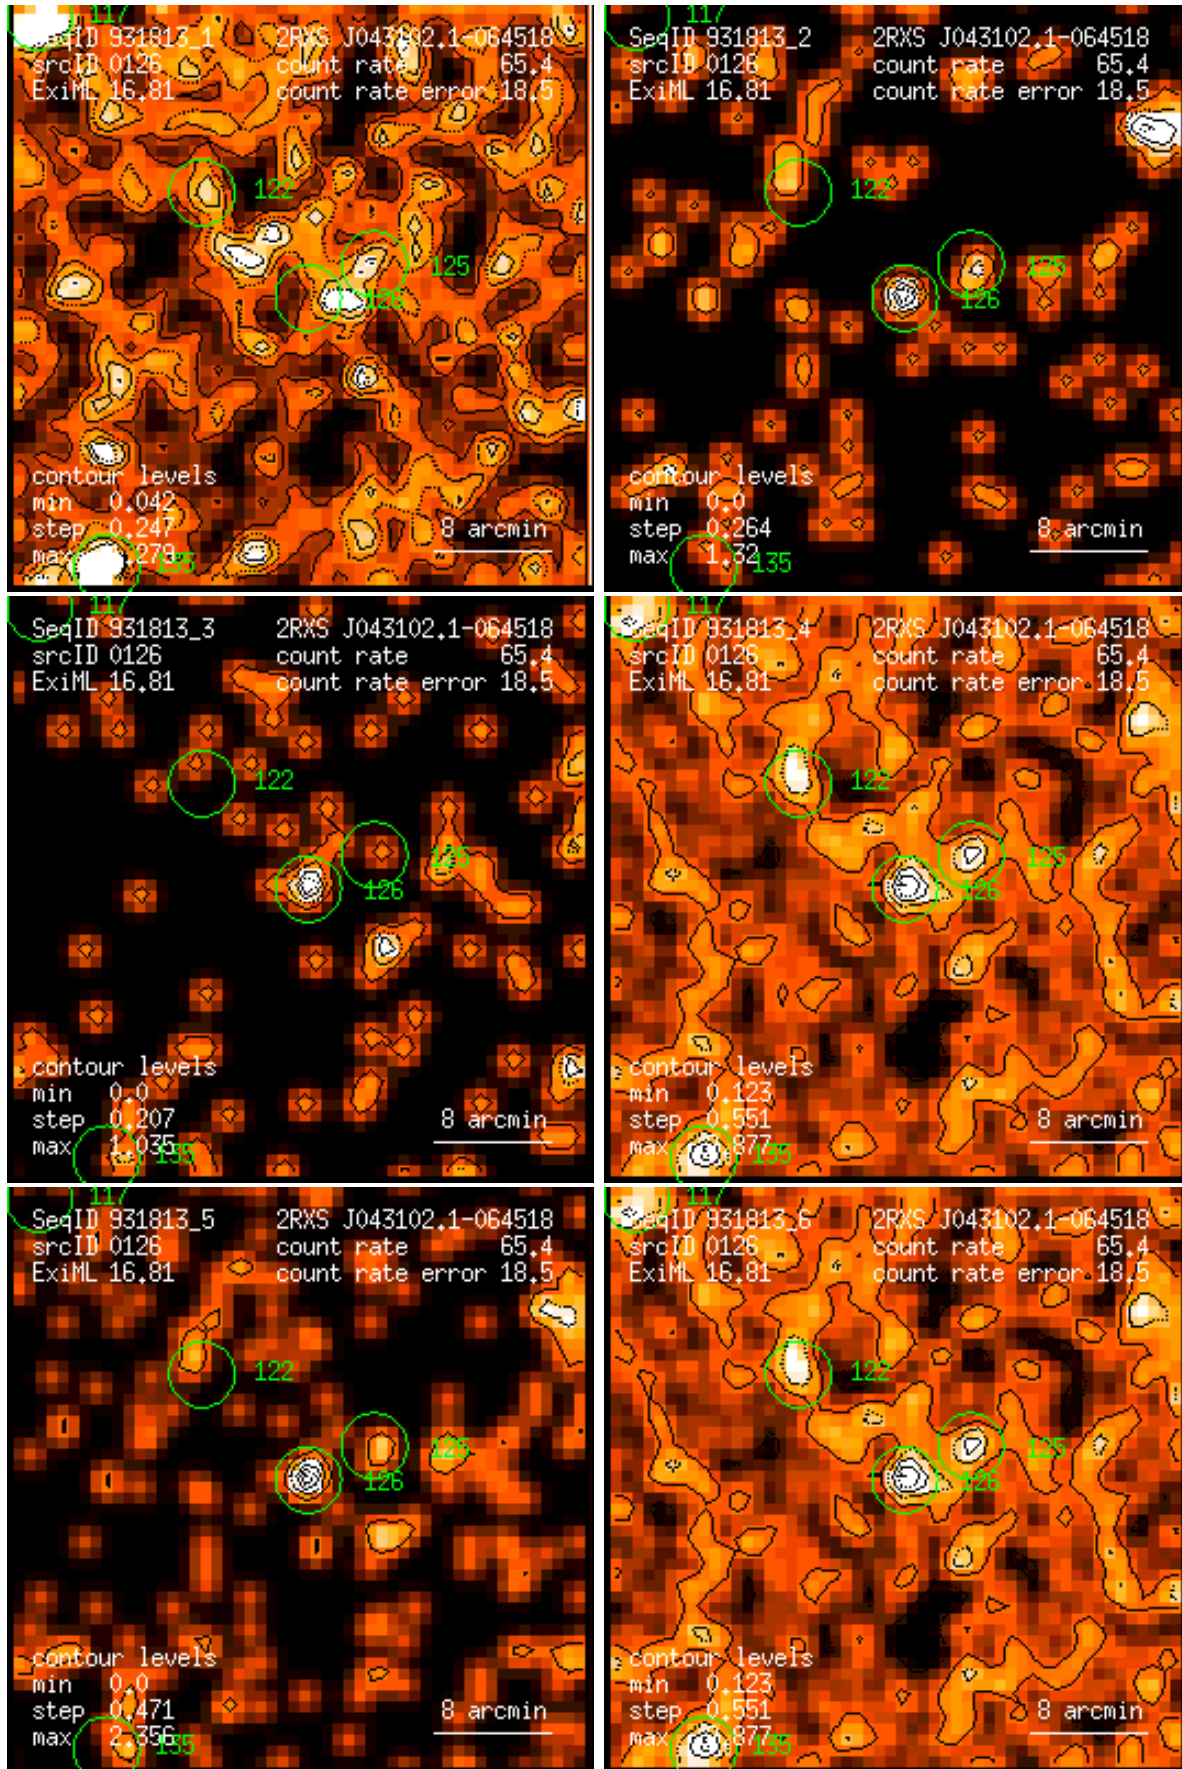 117
SeqID 931813_1 2RXS J043102.1-064518
srcID 0126 count rate 65.4
ExiML 16.81 count rate error 18.5
122
125
126
contour levels
min 0.042
step 0.247
max .279
8 arcmin
135
117
SeqID 931813_2 2RXS J043102.1-064518
srcID 0126 count rate 65.4
ExiML 16.81 count rate error 18.5
122
125
126
contour levels
min 0.0
step 0.264
max 1.32
8 arcmin
135
117
SeqID 931813_3 2RXS J043102.1-064518
srcID 0126 count rate 65.4
ExiML 16.81 count rate error 18.5
122
125
126
contour levels
min 0.0
step 0.207
max 1.035
8 arcmin
135
117
SeqID 931813_4 2RXS J043102.1-064518
srcID 0126 count rate 65.4
ExiML 16.81 count rate error 18.5
122
125
126
contour levels
min 0.123
step 0.551
max .877
8 arcmin
135
117
SeqID 931813_5 2RXS J043102.1-064518
srcID 0126 count rate 65.4
ExiML 16.81 count rate error 18.5
122
125
126
contour levels
min 0.0
step 0.471
max 2.356
8 arcmin
135
117
SeqID 931813_6 2RXS J043102.1-064518
srcID 0126 count rate 65.4
ExiML 16.81 count rate error 18.5
122
125
126
contour levels
min 0.123
step 0.551
max .877
8 arcmin
135